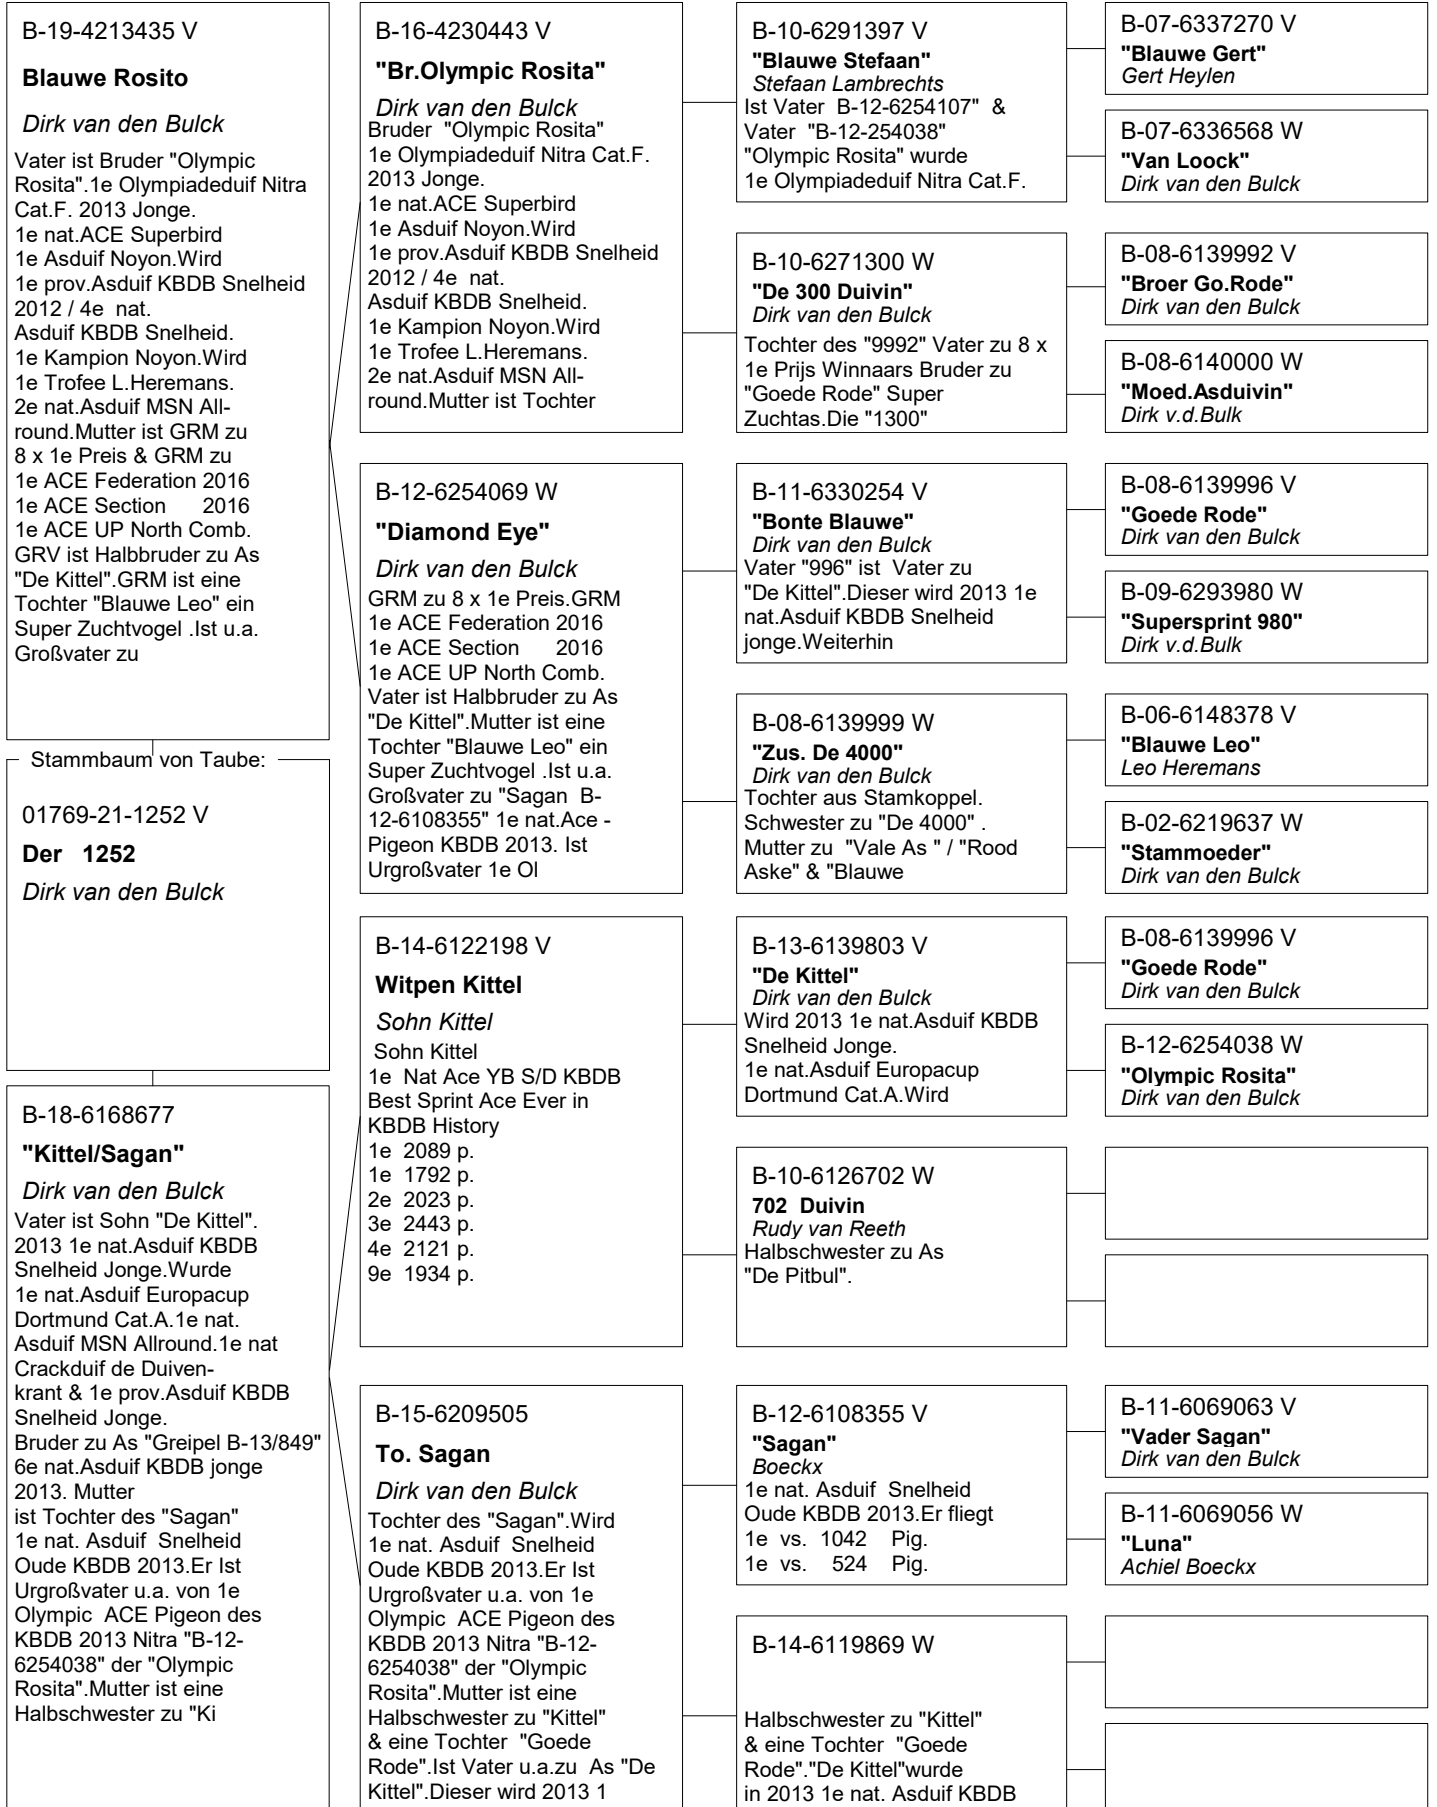 B-19-4213435 V
Blauwe Rosito
Dirk van den Bulck
Vater ist Bruder "Olympic
Rosita".1e Olympiadeduif Nitra
Cat.F. 2013 Jonge.
1e nat.ACE Superbird
1e Asduif Noyon.Wird
1e prov.Asduif KBDB Snelheid
2012 / 4e  nat.
Asduif KBDB Snelheid.
1e Kampion Noyon.Wird
1e Trofee L.Heremans.
2e nat.Asduif MSN All-
round.Mutter ist GRM zu
8 x 1e Preis & GRM zu
1e ACE Federation 2016
1e ACE Section      2016
1e ACE UP North Comb.
GRV ist Halbbruder zu As
"De Kittel".GRM ist eine
Tochter "Blauwe Leo" ein
Super Zuchtvogel .Ist u.a.
Großvater zu
Stammbaum von Taube:
01769-21-1252 V
Der   1252
Dirk van den Bulck
B-18-6168677
"Kittel/Sagan"
Dirk van den Bulck
Vater ist Sohn "De Kittel".
2013 1e nat.Asduif KBDB
Snelheid Jonge.Wurde
1e nat.Asduif Europacup
Dortmund Cat.A.1e nat.
Asduif MSN Allround.1e nat
Crackduif de Duiven-
krant & 1e prov.Asduif KBDB
Snelheid Jonge.
Bruder zu As "Greipel B-13/849"
6e nat.Asduif KBDB jonge
2013. Mutter
ist Tochter des "Sagan"
1e nat. Asduif  Snelheid
Oude KBDB 2013.Er Ist
Urgroßvater u.a. von 1e
Olympic  ACE Pigeon des
KBDB 2013 Nitra "B-12-
6254038" der "Olympic
Rosita".Mutter ist eine
Halbschwester zu "Ki
B-16-4230443 V
"Br.Olympic Rosita"
Dirk van den Bulck
Bruder  "Olympic Rosita"
1e Olympiadeduif Nitra Cat.F.
2013 Jonge.
1e nat.ACE Superbird
1e Asduif Noyon.Wird
1e prov.Asduif KBDB Snelheid
2012 / 4e  nat.
Asduif KBDB Snelheid.
1e Kampion Noyon.Wird
1e Trofee L.Heremans.
2e nat.Asduif MSN All-
round.Mutter ist Tochter
B-12-6254069 W
"Diamond Eye"
Dirk van den Bulck
GRM zu 8 x 1e Preis.GRM
1e ACE Federation 2016
1e ACE Section      2016
1e ACE UP North Comb.
Vater ist Halbbruder zu As
"De Kittel".Mutter ist eine
Tochter "Blauwe Leo" ein
Super Zuchtvogel .Ist u.a.
Großvater zu "Sagan  B-
12-6108355" 1e nat.Ace -
Pigeon KBDB 2013. Ist
Urgroßvater 1e Ol
B-14-6122198 V
Witpen Kittel
Sohn Kittel
Sohn Kittel
1e  Nat Ace YB S/D KBDB
Best Sprint Ace Ever in
KBDB History
1e  2089 p.
1e  1792 p.
2e  2023 p.
3e  2443 p.
4e  2121 p.
9e  1934 p.
B-15-6209505
To. Sagan
Dirk van den Bulck
Tochter des "Sagan".Wird
1e nat. Asduif  Snelheid
Oude KBDB 2013.Er Ist
Urgroßvater u.a. von 1e
Olympic  ACE Pigeon des
KBDB 2013 Nitra "B-12-
6254038" der "Olympic
Rosita".Mutter ist eine
Halbschwester zu "Kittel"
& eine Tochter  "Goede
Rode".Ist Vater u.a.zu  As "De
Kittel".Dieser wird 2013 1
B-10-6291397 V
"Blauwe Stefaan"
Stefaan Lambrechts
Ist Vater  B-12-6254107"  &
Vater  "B-12-254038"
"Olympic Rosita" wurde
1e Olympiadeduif Nitra Cat.F.
B-10-6271300 W
"De 300 Duivin"
Dirk van den Bulck
Tochter des "9992" Vater zu 8 x
1e Prijs Winnaars Bruder zu
"Goede Rode" Super
Zuchtas.Die "1300"
B-11-6330254 V
"Bonte Blauwe"
Dirk van den Bulck
Vater "996" ist  Vater zu
"De Kittel".Dieser wird 2013 1e
nat.Asduif KBDB Snelheid
jonge.Weiterhin
B-08-6139999 W
"Zus. De 4000"
Dirk van den Bulck
Tochter aus Stamkoppel.
Schwester zu "De 4000" .
Mutter zu  "Vale As " / "Rood
Aske" & "Blauwe
B-13-6139803 V
"De Kittel"
Dirk van den Bulck
Wird 2013 1e nat.Asduif KBDB
Snelheid Jonge.
1e nat.Asduif Europacup
Dortmund Cat.A.Wird
B-10-6126702 W
702  Duivin
Rudy van Reeth
Halbschwester zu As
"De Pitbul".
B-12-6108355 V
"Sagan"
Boeckx
1e nat. Asduif  Snelheid
Oude KBDB 2013.Er fliegt
1e  vs.  1042    Pig.
1e  vs.    524    Pig.
B-14-6119869 W
Halbschwester zu "Kittel"
& eine Tochter  "Goede
Rode"."De Kittel"wurde
in 2013 1e nat. Asduif KBDB
B-07-6337270 V
"Blauwe Gert"
Gert Heylen
B-07-6336568 W
"Van Loock"
Dirk van den Bulck
B-08-6139992 V
"Broer Go.Rode"
Dirk van den Bulck
B-08-6140000 W
"Moed.Asduivin"
Dirk v.d.Bulk
B-08-6139996 V
"Goede Rode"
Dirk van den Bulck
B-09-6293980 W
"Supersprint 980"
Dirk v.d.Bulk
B-06-6148378 V
"Blauwe Leo"
Leo Heremans
B-02-6219637 W
"Stammoeder"
Dirk van den Bulck
B-08-6139996 V
"Goede Rode"
Dirk van den Bulck
B-12-6254038 W
"Olympic Rosita"
Dirk van den Bulck
B-11-6069063 V
"Vader Sagan"
Dirk van den Bulck
B-11-6069056 W
"Luna"
Achiel Boeckx